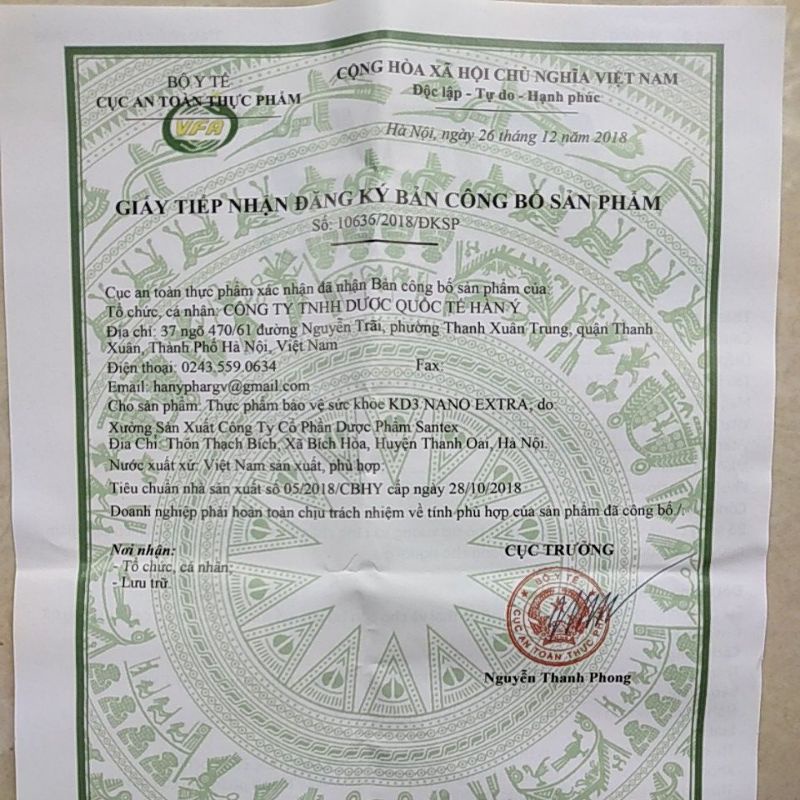 BỘ Y TẾ
CỤC AN TOÀN THỰC PHẨM
VFA
CỘNG HÒA XÃ HỘI CHỦ NGHĨA VIỆT NAM
Độc lập - Tự do - Hạnh phúc
Hà Nội, ngày 26 tháng 12 năm 2018
GIẤY TIẾP NHẬN ĐĂNG KÝ BẢN CÔNG BỐ SẢN PHẨM
Số: 10636/2018/ĐKSP
Cục an toàn thực phẩm xác nhận đã nhận Bản công bố sản phẩm của:
Tổ chức, cá nhân: CÔNG TY TNHH DƯỢC QUỐC TẾ HÀN Ý
Địa chỉ: 37 ngõ 470/61 đường Nguyễn Trãi, phường Thanh Xuân Trung, quận Thanh
Xuân, Thành Phố Hà Nội, Việt Nam
Điện thoại: 0243.559.0634 Fax:
Email: hanyphargv@gmail.com
Cho sản phẩm: Thực phẩm bảo vệ sức khỏe KD3 NANO EXTRA, do:
Xưởng Sản Xuất Công Ty Cổ Phần Dược Phẩm Santex
Địa Chỉ: Thôn Thạch Bích, Xã Bích Hòa, Huyện Thanh Oai, Hà Nội.
Nước xuất xứ: Việt Nam sản xuất, phù hợp:
Tiêu chuẩn nhà sản xuất số 05/2018/CBHY cấp ngày 28/10/2018
Doanh nghiệp phải hoàn toàn chịu trách nhiệm về tính phù hợp của sản phẩm đã công bố./.
Nơi nhận:
- Tổ chức, cá nhân;
- Lưu trữ.
CỤC TRƯỞNG
BỘ Y TẾ
CỤC AN TOÀN THỰC PHẨM
Nguyễn Thanh Phong